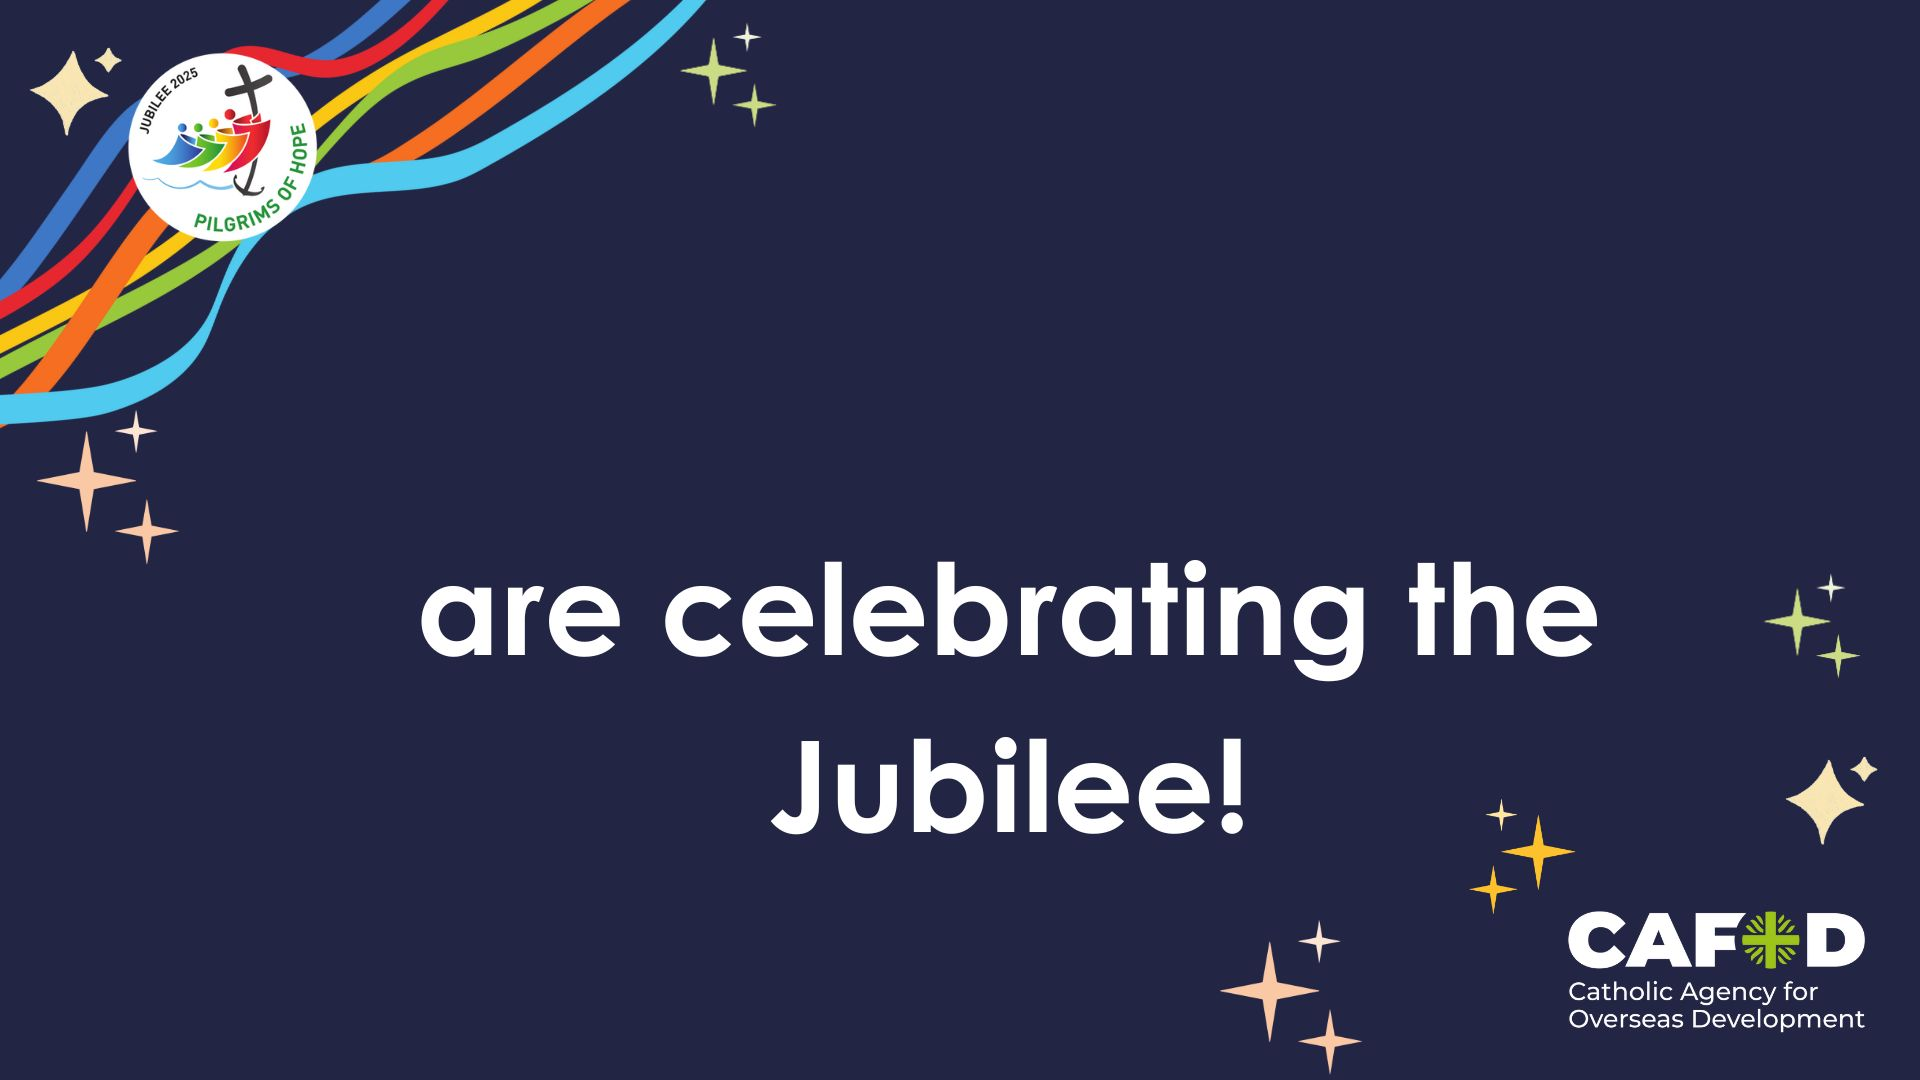 JUBILEE 2025
PILGRIMS OF HOPE
are celebrating the
Jubilee!
CAFOD
Catholic Agency for
Overseas Development